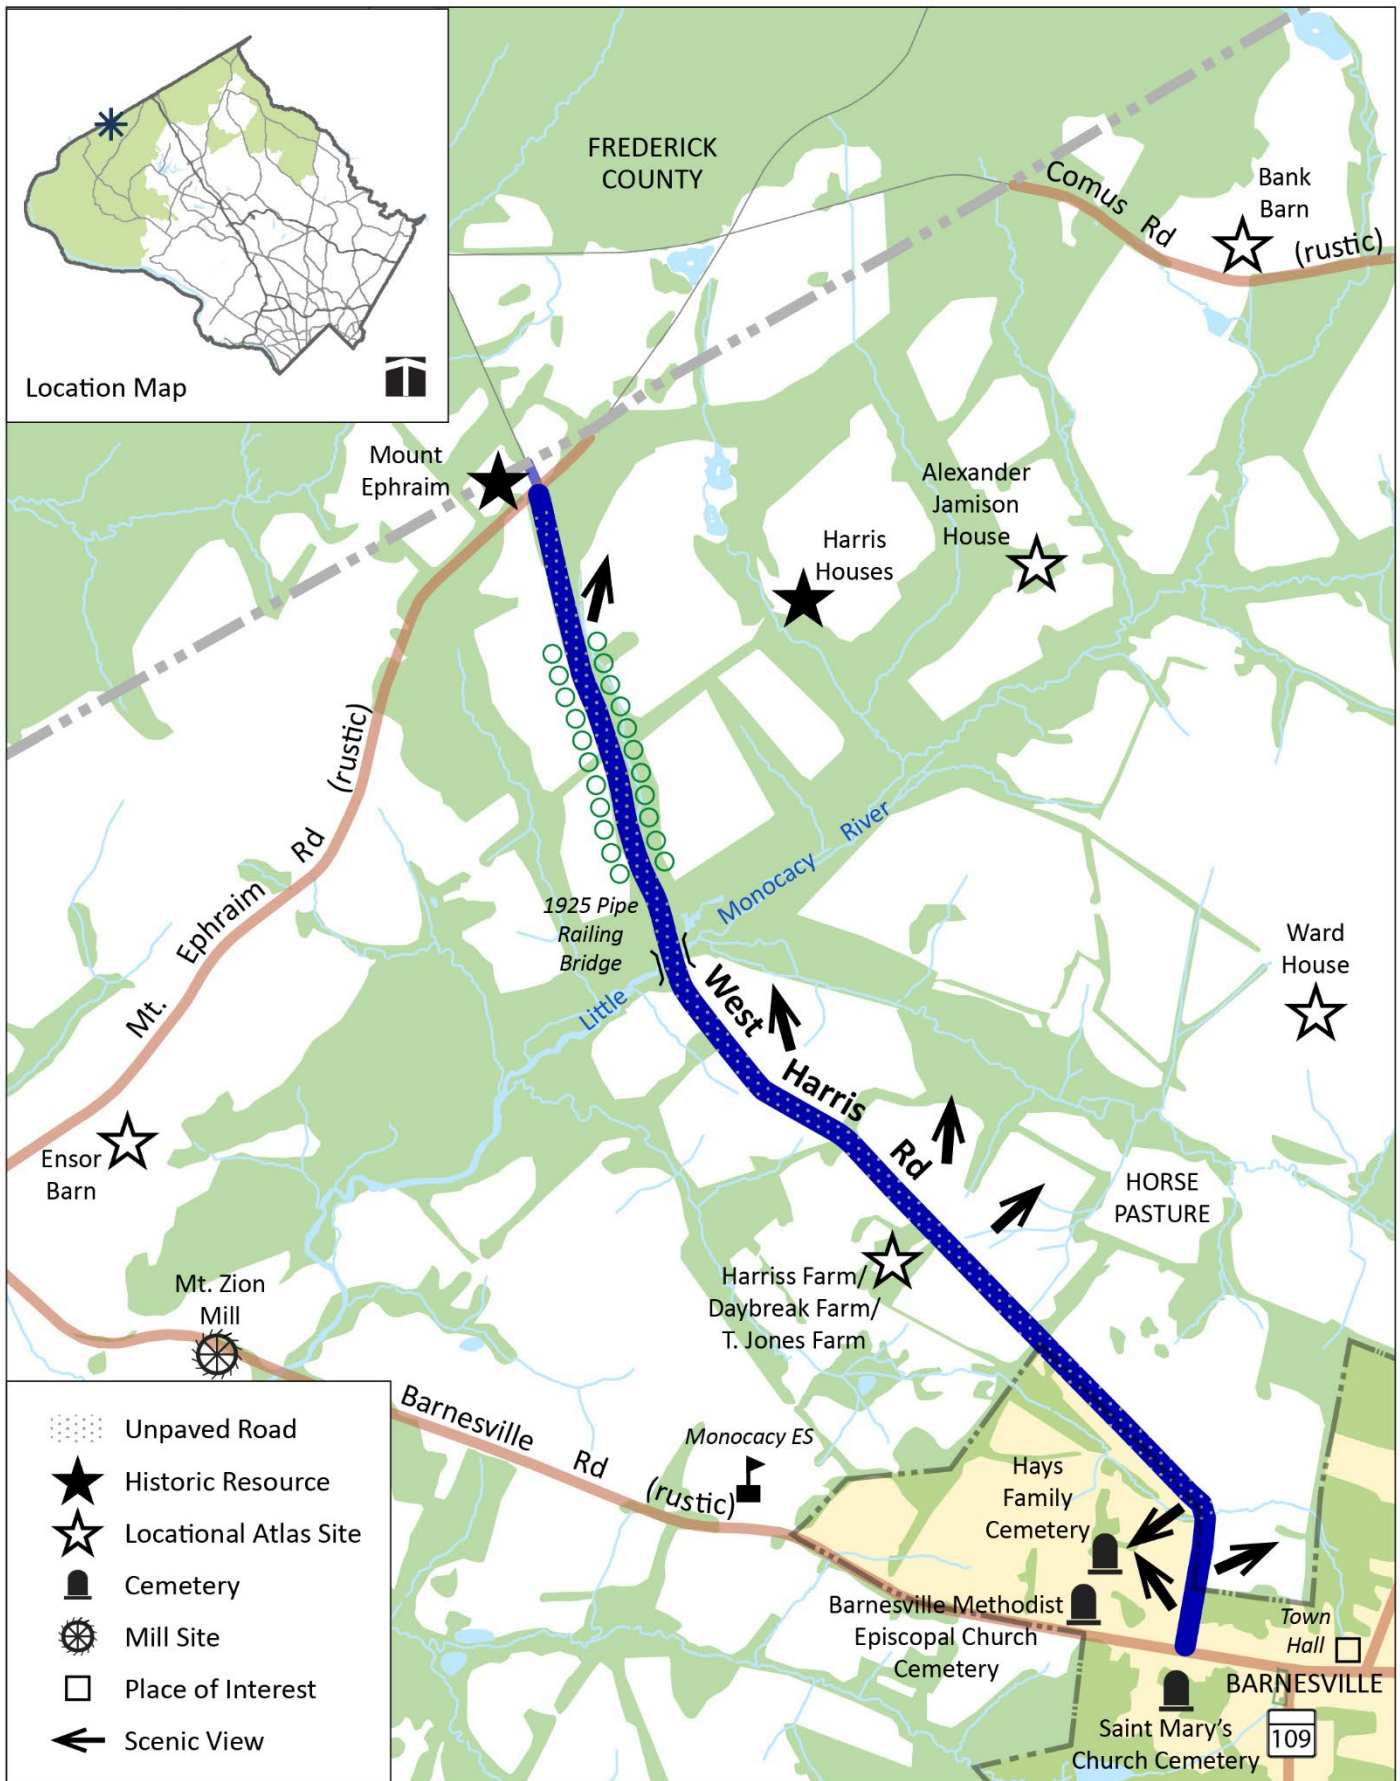 Location Map
FREDERICK
COUNTY
Comus Rd (rustic)
Bank
Barn
Mount
Ephraim
Alexander
Jamison
House
Harris
Houses
Mt. Ephraim Rd (rustic)
1925 Pipe
Railing
Bridge
Little Monocacy River
West Harris Rd
Ward
House
Ensor
Barn
HORSE
PASTURE
Harriss Farm/
Daybreak Farm/
T. Jones Farm
Mt. Zion
Mill
Barnesville Rd (rustic)
Monocacy ES
Hays
Family
Cemetery
Barnesville Methodist
Episcopal Church
Cemetery
Town
Hall
BARNESVILLE
Saint Mary's
Church Cemetery
109
Unpaved Road
Historic Resource
Locational Atlas Site
Cemetery
Mill Site
Place of Interest
Scenic View